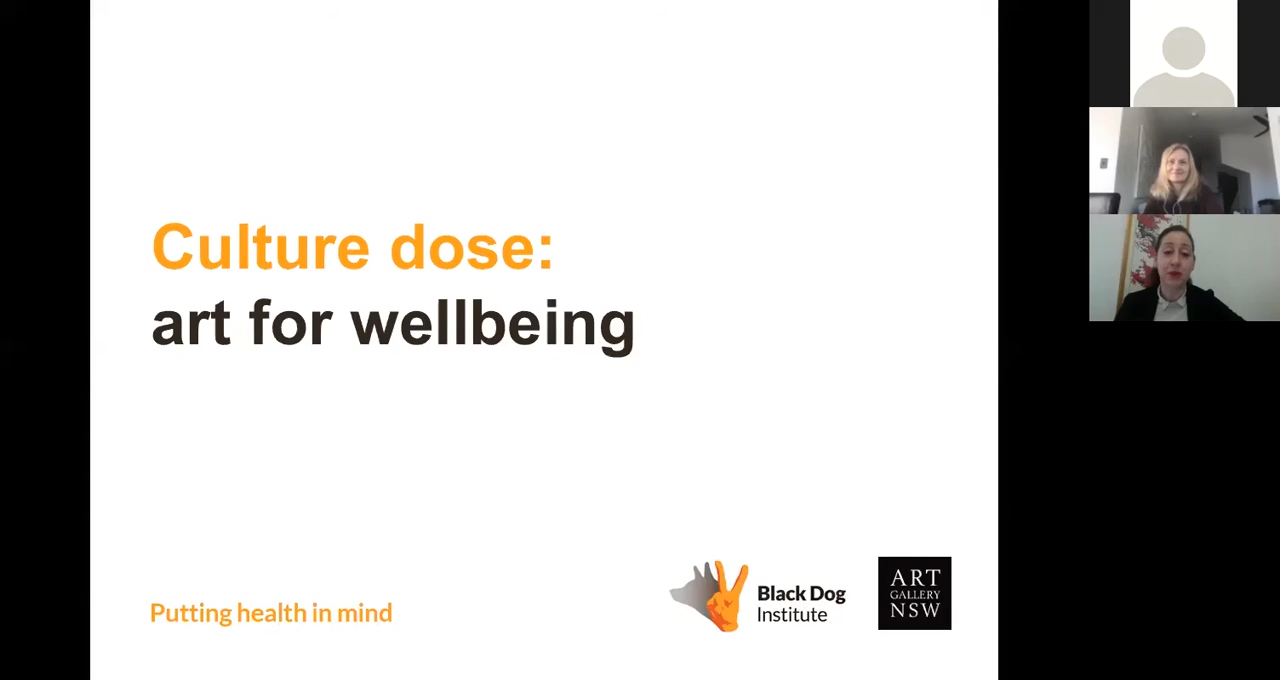 Culture dose:
art for wellbeing
Putting health in mind
Black Dog
Institute
ART
GALLERY
NSW